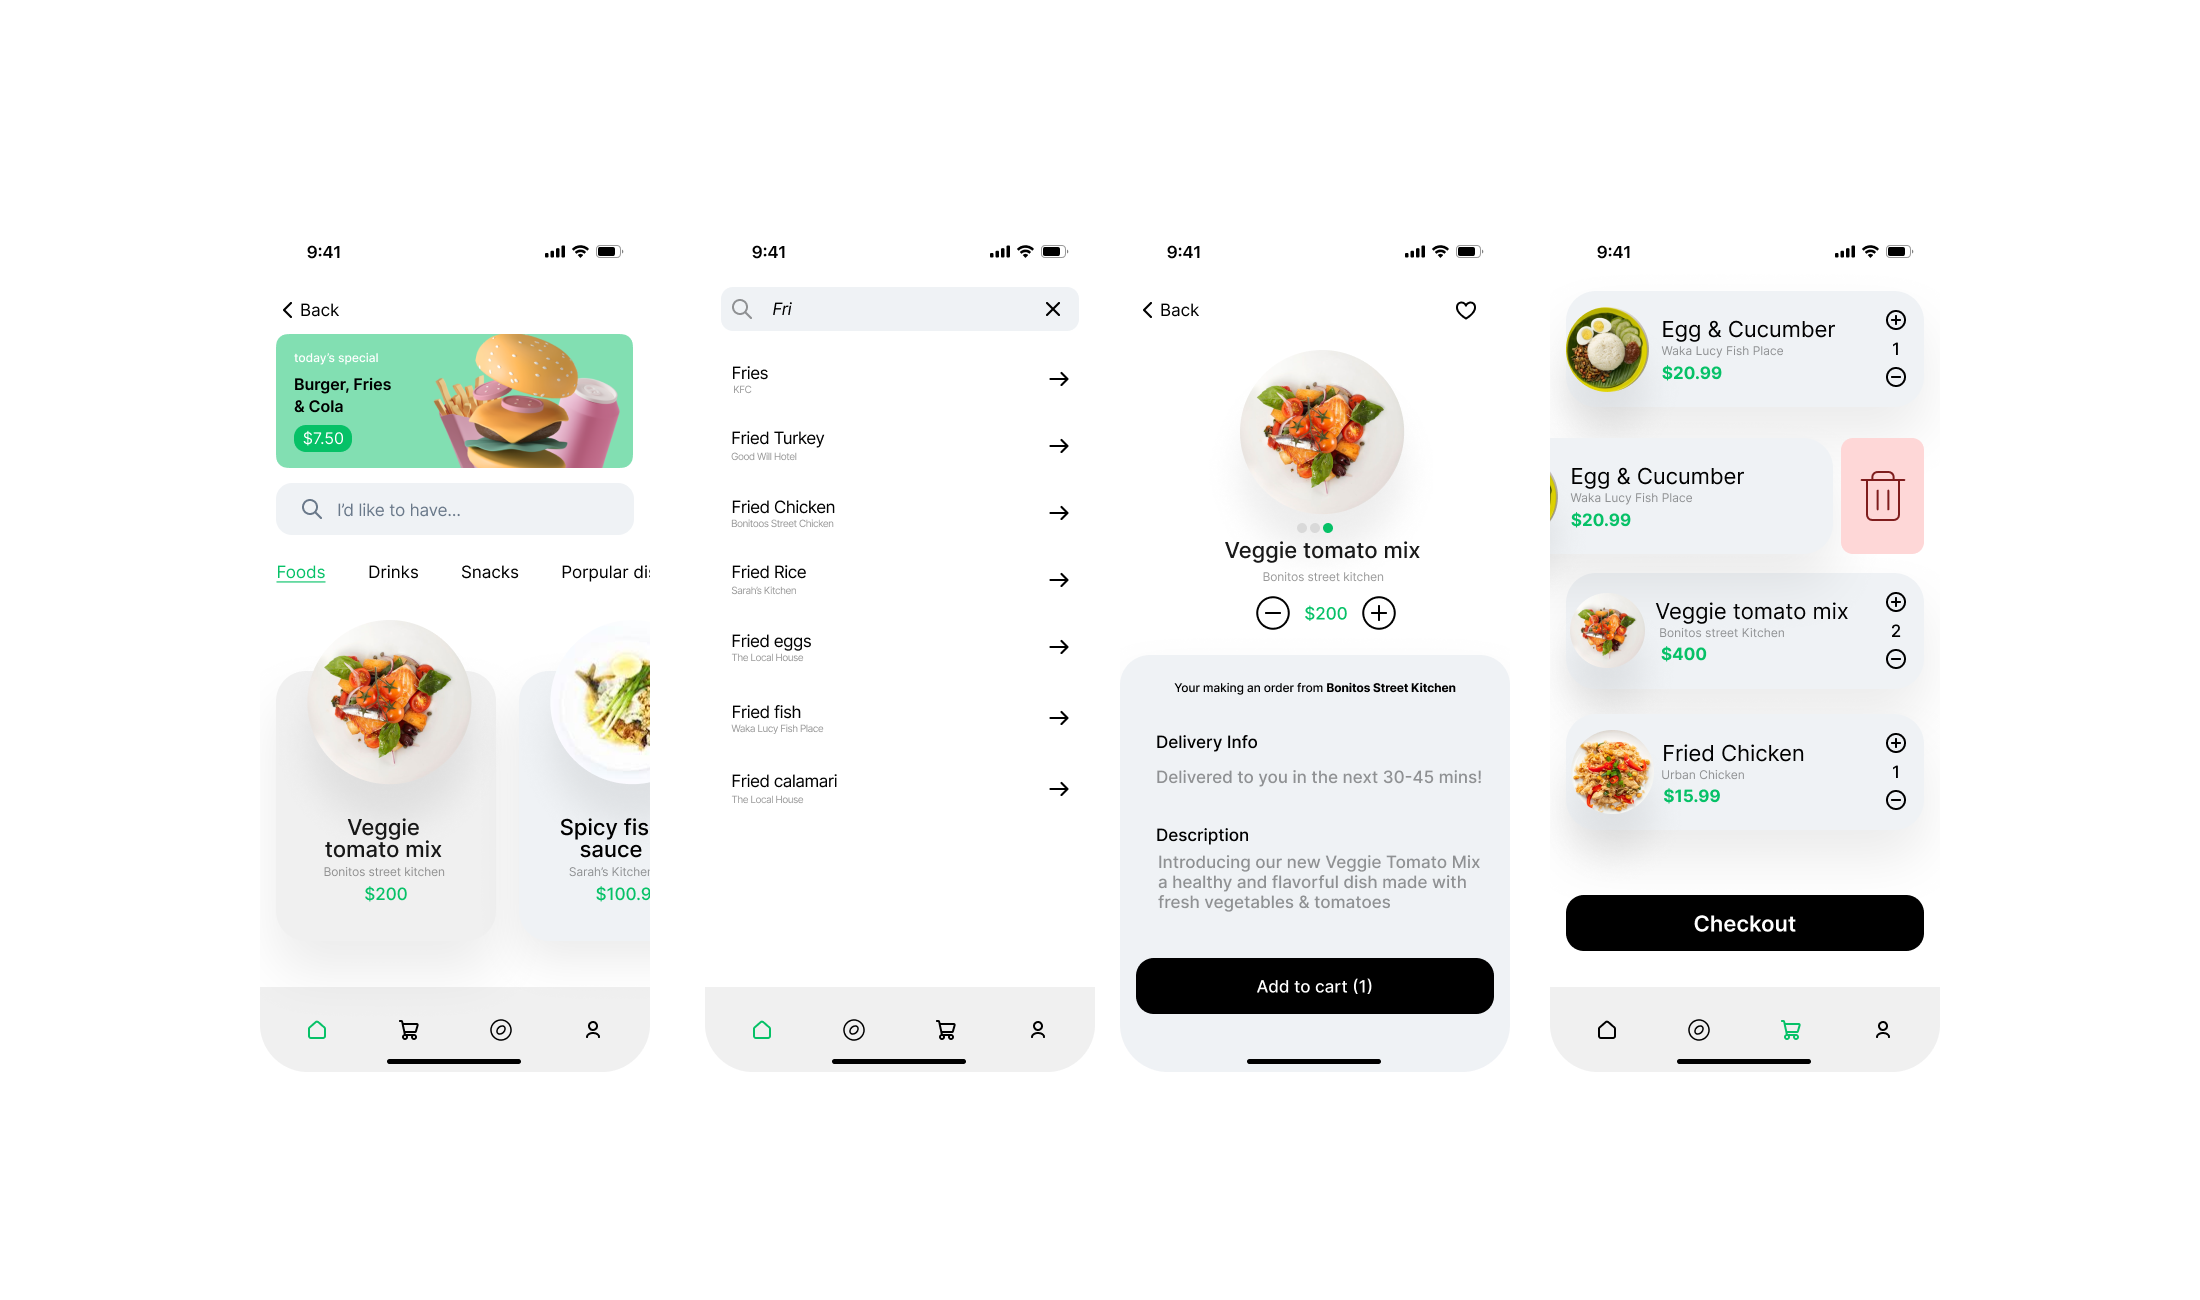 9:41
Back
today's special
Burger, Fries
& Cola
$7.50
I'd like to have...
Foods Drinks Snacks Porpular dis
Veggie
tomato mix
Bonitos street kitchen
$200
Spicy fis
sauce
Sarah's Kitchen
$100.9
9:41
Fri
Fries
KFC
Fried Turkey
Good Will Hotel
Fried Chicken
Bonitoos Street Chicken
Fried Rice
Sarah's Kitchen
Fried eggs
The Local House
Fried fish
Waka Lucy Fish Place
Fried calamari
The Local House
9:41
Back
Veggie tomato mix
Bonitos street kitchen
$200
Your making an order from Bonitos Street Kitchen
Delivery Info
Delivered to you in the next 30-45 mins!
Description
Introducing our new Veggie Tomato Mix
a healthy and flavorful dish made with
fresh vegetables & tomatoes
Add to cart (1)
9:41
Egg & Cucumber
Waka Lucy Fish Place
$20.99
1
Egg & Cucumber
Waka Lucy Fish Place
$20.99
Veggie tomato mix
Bonitos street Kitchen
$400
2
Fried Chicken
Urban Chicken
$15.99
1
Checkout